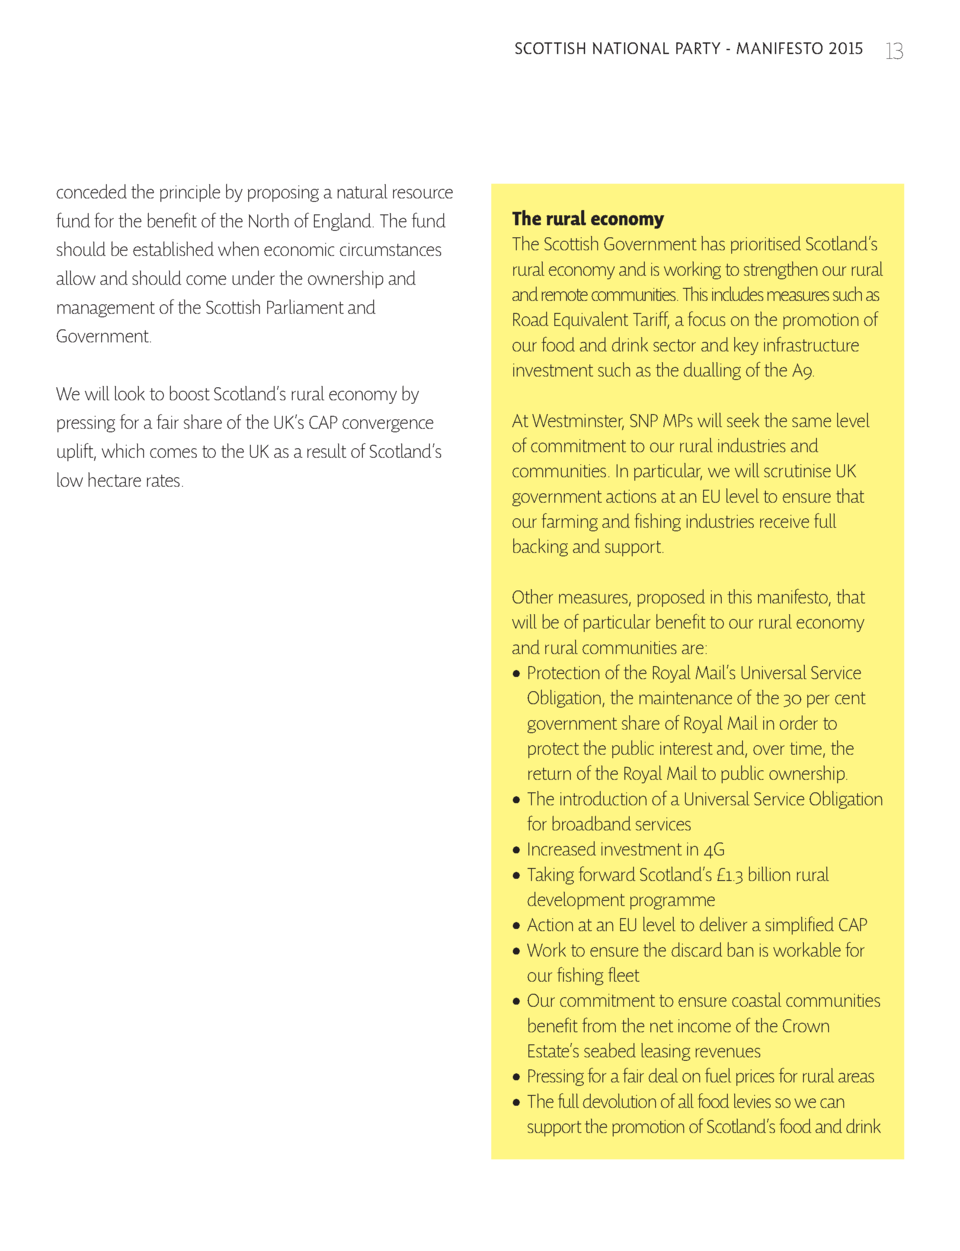 SCOTTISH NATIONAL PARTY - MANIFESTO 2015 13
conceded the principle by proposing a natural resource
fund for the benefit of the North of England. The fund
should be established when economic circumstances
allow and should come under the ownership and
management of the Scottish Parliament and
Government.
We will look to boost Scotland's rural economy by
pressing for a fair share of the UK's CAP convergence
uplift, which comes to the UK as a result of Scotland's
low hectare rates.
The rural economy
The Scottish Government has prioritised Scotland's
rural economy and is working to strengthen our rural
and remote communities. This includes measures such as
Road Equivalent Tariff, a focus on the promotion of
our food and drink sector and key infrastructure
investment such as the dualling of the A9.
At Westminster, SNP MPs will seek the same level
of commitment to our rural industries and
communities. In particular, we will scrutinise UK
government actions at an EU level to ensure that
our farming and fishing industries receive full
backing and support.
Other measures, proposed in this manifesto, that
will be of particular benefit to our rural economy
and rural communities are:
• Protection of the Royal Mail's Universal Service
Obligation, the maintenance of the 30 per cent
government share of Royal Mail in order to
protect the public interest and, over time, the
return of the Royal Mail to public ownership.
• The introduction of a Universal Service Obligation
for broadband services
• Increased investment in 4G
• Taking forward Scotland's £1.3 billion rural
development programme
• Action at an EU level to deliver a simplified CAP
• Work to ensure the discard ban is workable for
our fishing fleet
• Our commitment to ensure coastal communities
benefit from the net income of the Crown
Estate's seabed leasing revenues
• Pressing for a fair deal on fuel prices for rural areas
• The full devolution of all food levies so we can
support the promotion of Scotland's food and drink